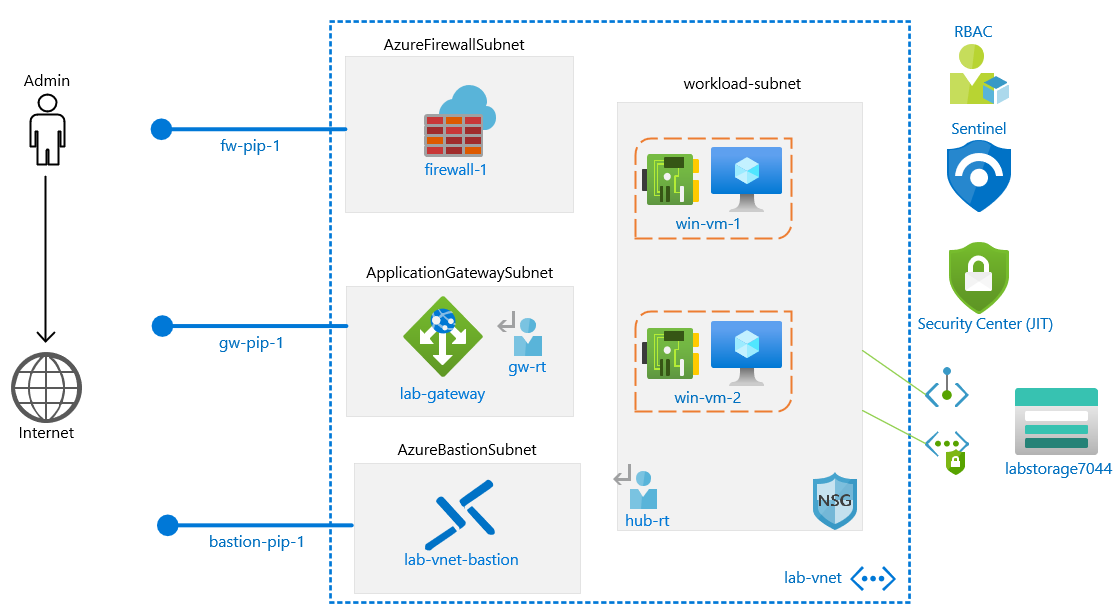 Admin
Internet
fw-pip-1
gw-pip-1
bastion-pip-1
AzureFirewallSubnet
firewall-1
ApplicationGatewaySubnet
lab-gateway
gw-rt
AzureBastionSubnet
lab-vnet-bastion
workload-subnet
win-vm-1
win-vm-2
hub-rt
NSG
lab-vnet
RBAC
Sentinel
Security Center (JIT)
labstorage7044